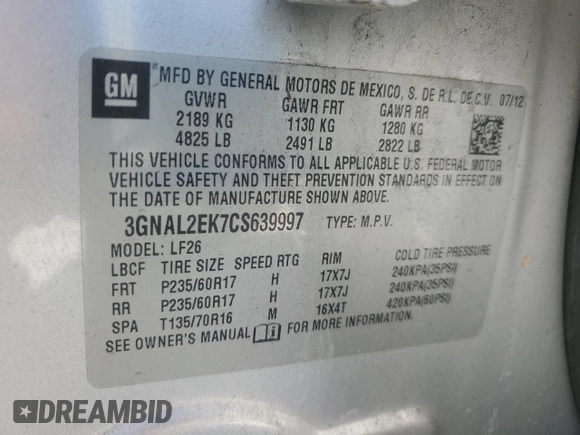 GM MFD BY GENERAL MOTORS DE MEXICO, S. DE R.L. DE C.V. 07/12
GVWR GAWR FRT GAWR RR
2189 KG 1130 KG 1280 KG
4825 LB 2491 LB 2822 LB
THIS VEHICLE CONFORMS TO ALL APPLICABLE U.S. FEDERAL MOTOR
VEHICLE SAFETY AND THEFT PREVENTION STANDARDS IN EFFECT ON
THE DATE OF MANUFACTURE SHOWN ABOVE.
3GNAL2EK7CS639997 TYPE: M.P.V.
MODEL: LF26
LBCF TIRE SIZE SPEED RTG RIM COLD TIRE PRESSURE
FRT P235/60R17 H 17X7J 240KPA(35PSI)
RR P235/60R17 H 17X7J 240KPA(35PSI)
SPA T135/70R16 M 16X4T 420KPA(60PSI)
SEE OWNER'S MANUAL FOR MORE INFORMATION.
DREAMBID